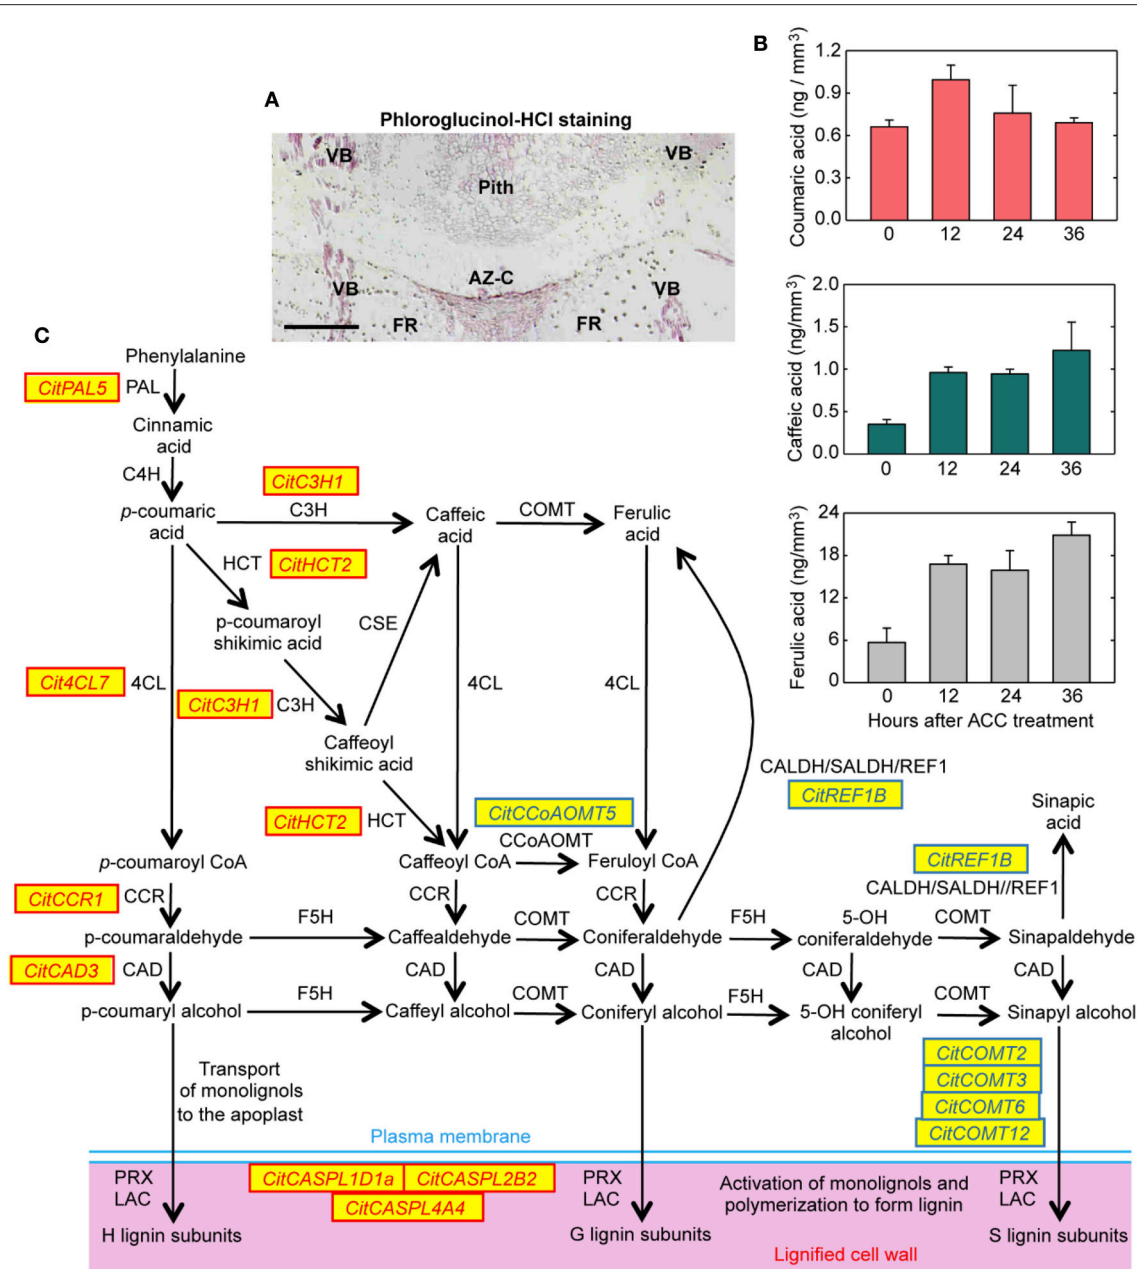 A
Phloroglucinol-HCl staining
VB
VB
Pith
AZ-C
VB
VB
FR
FR
B
Coumaric acid (ng / mm3)
1.2
0.9
0.6
0.3
0.0
0 12 24 36
Caffeic acid (ng/mm3)
2.0
1.5
1.0
0.5
0.0
0 12 24 36
Ferulic acid (ng/mm3)
24
18
12
6
0
0 12 24 36
Hours after ACC treatment
C
Phenylalanine
CitPAL5 PAL
Cinnamic
acid
C4H
CitC3H1
p-coumaric
acid
C3H
Caffeic
acid
COMT
Ferulic
acid
HCT CitHCT2
p-coumaroyl
shikimic acid
CSE
Cit4CL7 4CL
CitC3H1 C3H
4CL
4CL
Caffeoyl
shikimic acid
CitHCT2 HCT
CitCCoAOMT5
CCoAOMT
CALDH/SALDH/REF1
CitREF1B
Sinapic
acid
p-coumaroyl CoA
Caffeoyl CoA
Feruloyl CoA
CitREF1B
CALDH/SALDH//REF1
CitCCR1 CCR
CCR
CCR
p-coumaraldehyde
F5H
Caffealdehyde
COMT
Coniferaldehyde
F5H
5-OH
coniferaldehyde
COMT
Sinapaldehyde
CitCAD3 CAD
CAD
CAD
CAD
CAD
p-coumaryl alcohol
F5H
Caffeyl alcohol
COMT
Coniferyl alcohol
F5H
5-OH coniferyl
alcohol
COMT
Sinapyl alcohol
Transport
of monolignols
to the apoplast
CitCOMT2
CitCOMT3
CitCOMT6
CitCOMT12
Plasma membrane
PRX
LAC
CitCASPL1D1a CitCASPL2B2
CitCASPL4A4
PRX
LAC
Activation of monolignols and
polymerization to form lignin
PRX
LAC
H lignin subunits
G lignin subunits
S lignin subunits
Lignified cell wall